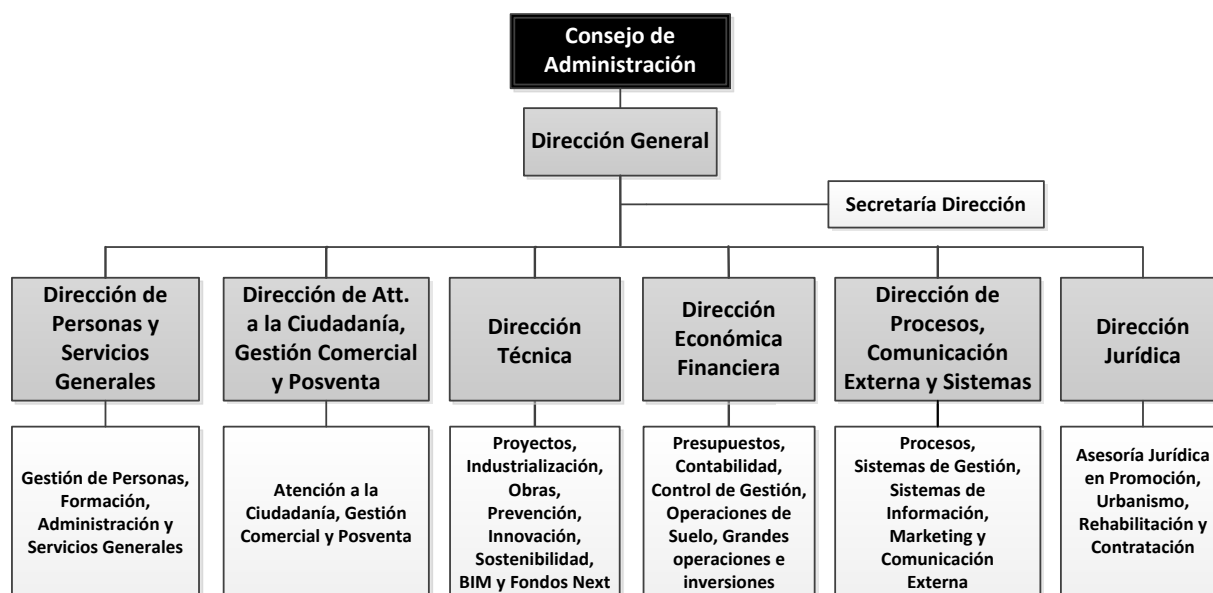 Consejo de
Administración
Dirección General
Secretaría Dirección
Dirección de
Personas y
Servicios
Generales
Dirección de Att.
a la Ciudadanía,
Gestión Comercial
y Posventa
Dirección
Técnica
Dirección
Económica
Financiera
Dirección de
Procesos,
Comunicación
Externa y Sistemas
Dirección
Jurídica
Gestión de Personas,
Formación,
Administración y
Servicios Generales
Atención a la
Ciudadanía, Gestión
Comercial y Posventa
Proyectos,
Industrialización,
Obras,
Prevención,
Innovación,
Sostenibilidad,
BIM y Fondos Next
Presupuestos,
Contabilidad,
Control de Gestión,
Operaciones de
Suelo, Grandes
operaciones e
inversiones
Procesos,
Sistemas de Gestión,
Sistemas de
Información,
Marketing y
Comunicación
Externa
Asesoría Jurídica
en Promoción,
Urbanismo,
Rehabilitación y
Contratación